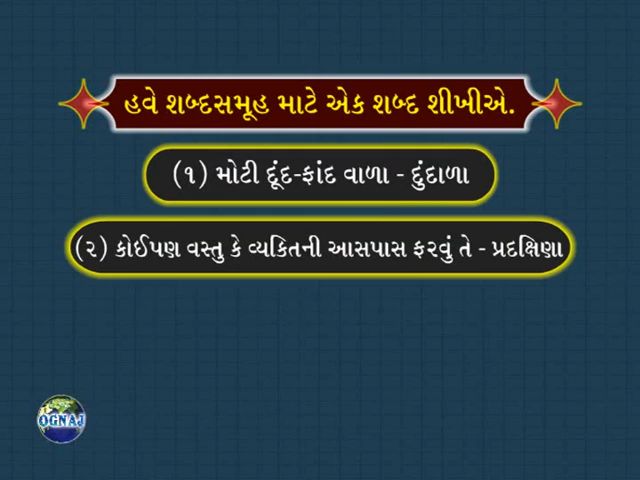 હવે શબ્દસમૂહ માટે એક શબ્દ શીખીએ.
(૧) મોટી દૂંદ-ફાંદ વાળા - દુંદાળા
(૨) કોઈપણ વસ્તુ કે વ્યકિતની આસપાસ ફરવું તે - પ્રદક્ષિણા
OGNAJ